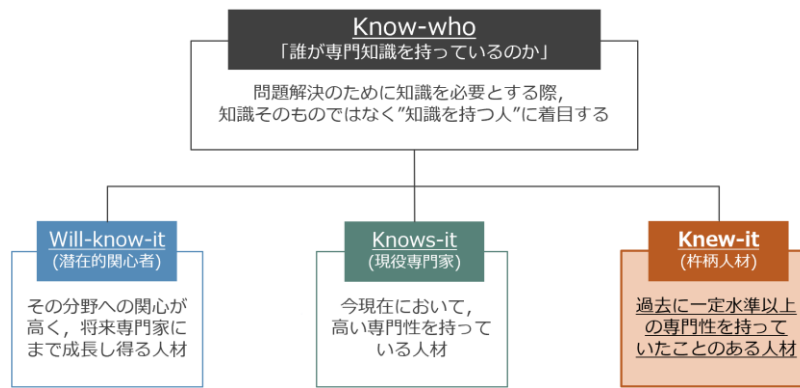 Know-who
「誰が専門知識を持っているのか」
問題解決のために知識を必要とする際，
知識そのものではなく”知識を持つ人”に着目する
Will-know-it
(潜在的関心者)
その分野への関心が
高く，将来専門家に
まで成長し得る人材
Knows-it
(現役専門家)
今現在において，
高い専門性を持って
いる人材
Knew-it
(杵柄人材)
過去に一定水準以上
の専門性を持って
いたことのある人材